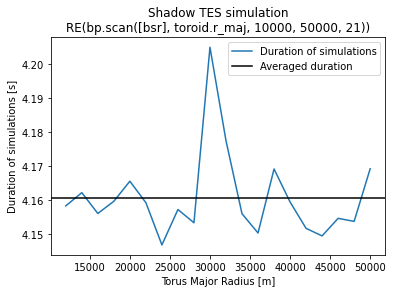 Shadow TES simulation
RE(bp.scan([bsr], toroid.r_maj, 10000, 50000, 21))
Duration of simulations
Averaged duration
Duration of simulations [s]
4.20
4.19
4.18
4.17
4.16
4.15
15000 20000 25000 30000 35000 40000 45000 50000
Torus Major Radius [m]